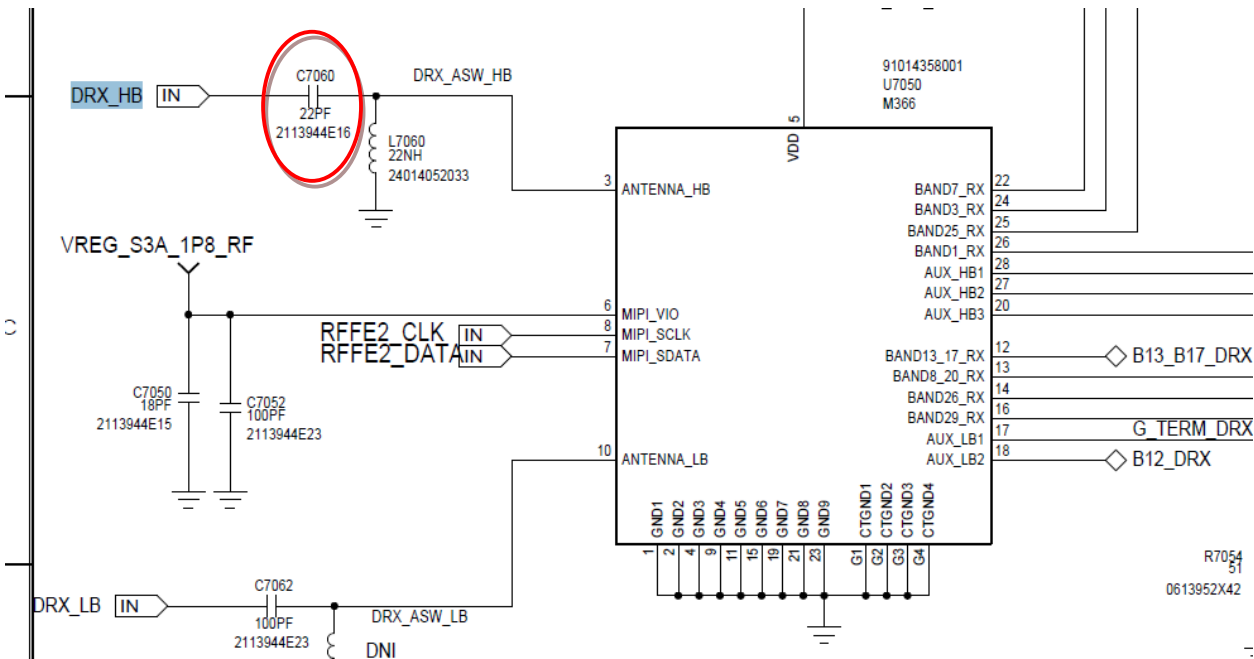 91014358001
U7050
M366
C7060
DRX_ASW_HB
DRX_HB
IN
22PF
2113944E16
L7060
22NH
24014052033
VDD
5
3
ANTENNA_HB
BAND7_RX
22
BAND3_RX
24
BAND25_RX
25
BAND1_RX
26
AUX_HB1
28
AUX_HB2
27
AUX_HB3
20
VREG_S3A_1P8_RF
C
6
MIPI_VIO
RFFE2_CLK
IN
8
MIPI_SCLK
RFFE2_DATA
IN
7
MIPI_SDATA
BAND13_17_RX
12
B13_B17_DRX
BAND8_20_RX
13
BAND26_RX
14
BAND29_RX
16
AUX_LB1
17
G_TERM_DRX
AUX_LB2
18
B12_DRX
C7050
18PF
2113944E15
C7052
100PF
2113944E23
10
ANTENNA_LB
GND1
GND2
GND3
GND4
GND5
GND6
GND7
GND8
GND9
CTGND1
CTGND2
CTGND3
CTGND4
1
2
4
9
11
15
19
21
23
G1
G2
G3
G4
R7054
51
0613952X42
C7062
DRX_LB
IN
100PF
2113944E23
DRX_ASW_LB
DNI